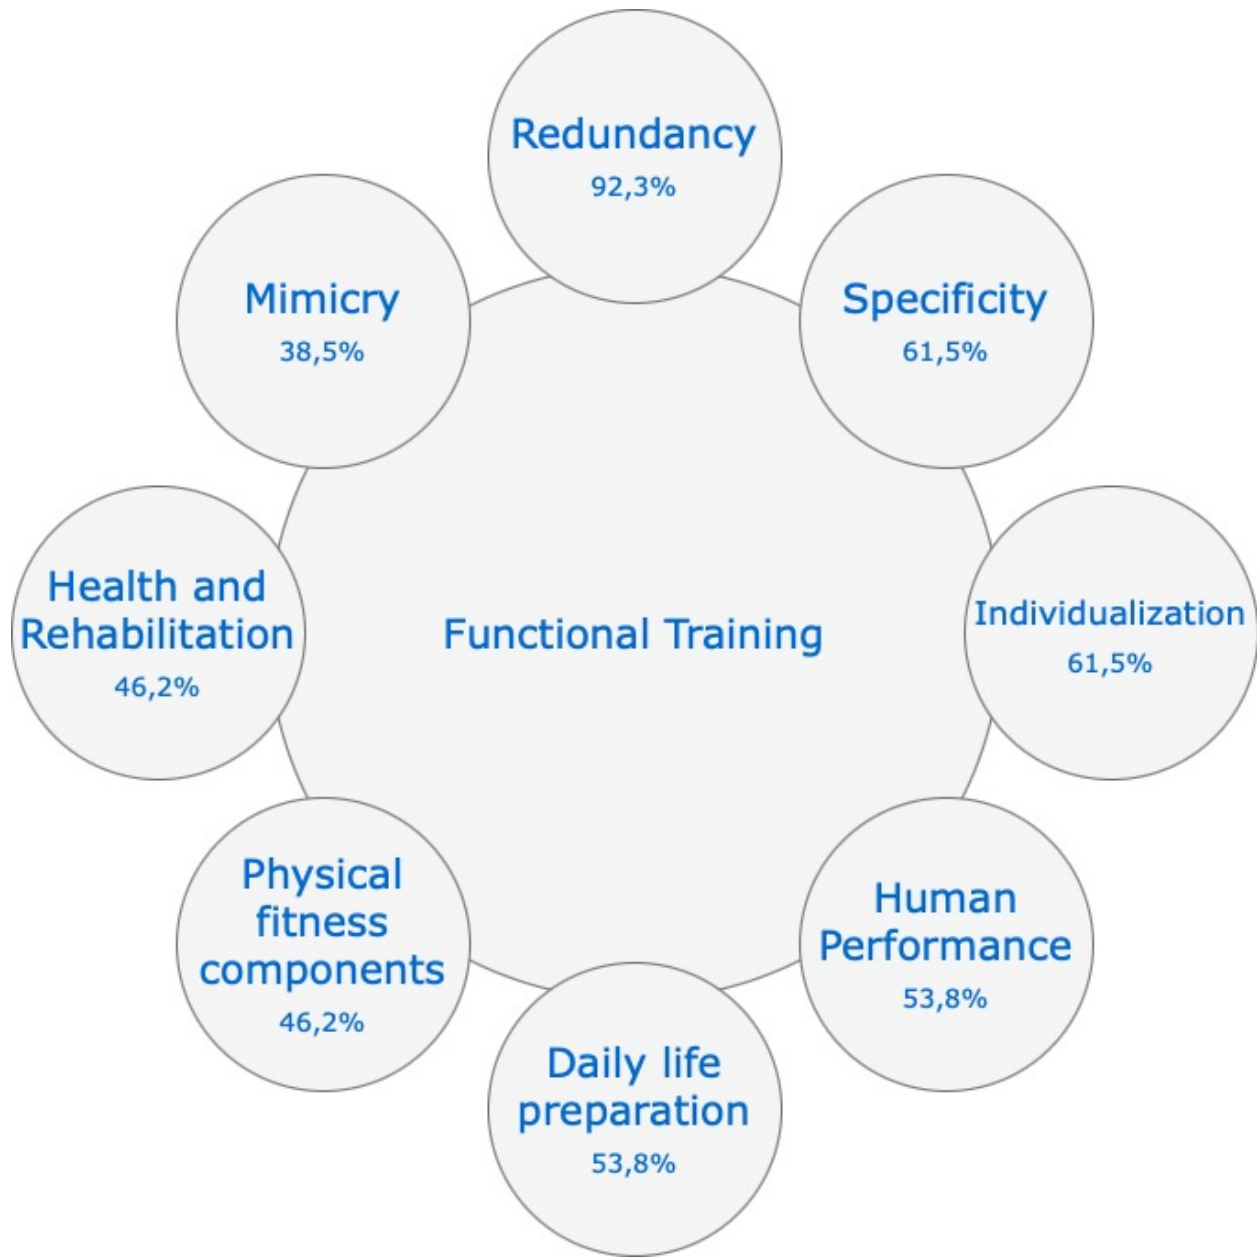 Redundancy
92,3%
Specificity
61,5%
Individualization
61,5%
Human
Performance
53,8%
Daily life
preparation
53,8%
Physical
fitness
components
46,2%
Health and
Rehabilitation
46,2%
Mimicry
38,5%
Functional Training